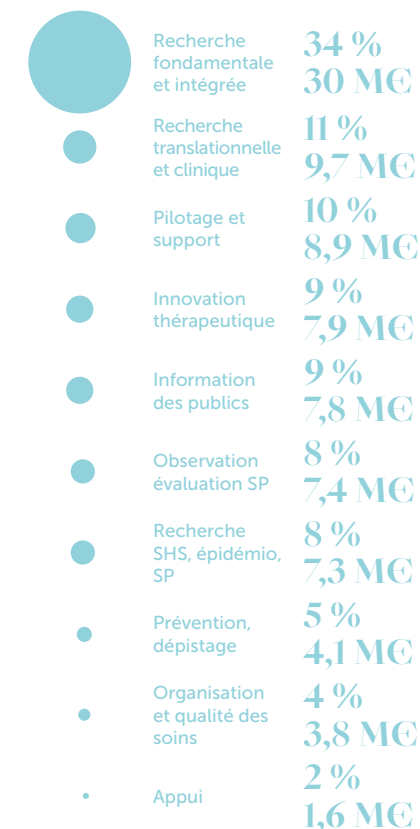 Recherche
fondamentale
et intégrée
34 %
30 M€
Recherche
translationnelle
et clinique
11 %
9,7 M€
Pilotage et
support
10 %
8,9 M€
Innovation
thérapeutique
9 %
7,9 M€
Information
des publics
9 %
7,8 M€
Observation
évaluation SP
8 %
7,4 M€
Recherche
SHS, épidémio,
SP
8 %
7,3 M€
Prévention,
dépistage
5 %
4,1 M€
Organisation
et qualité des
soins
4 %
3,8 M€
Appui
2 %
1,6 M€